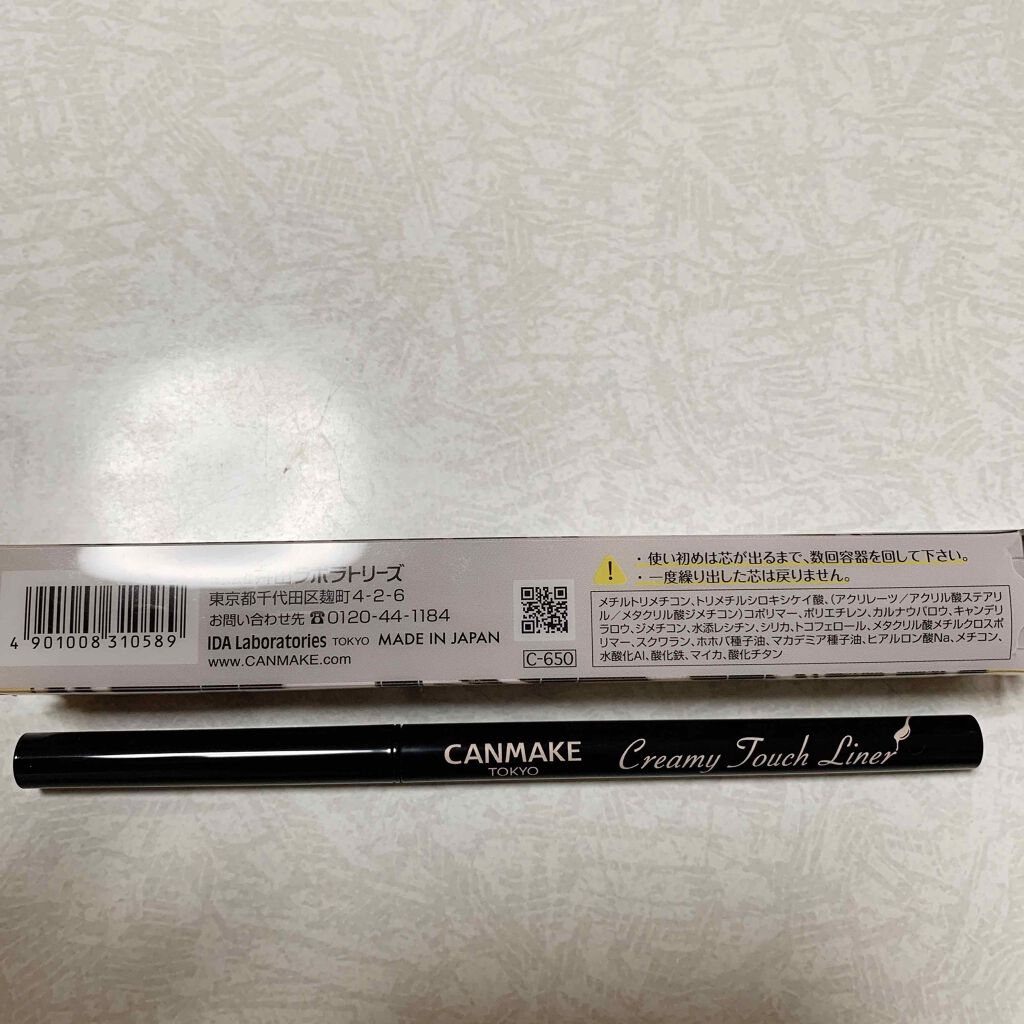 ラボラトリーズ
東京都千代田区麹町4-2-6
お問い合わせ先 ☎0120-44-1184
IDA Laboratories TOKYO MADE IN JAPAN
www.CANMAKE.com
4 901008 310589
C-650
・使い初めは芯が出るまで、数回容器を回して下さい。
・一度繰り出した芯は戻りません。
メチルトリメチコン、トリメチルシロキシケイ酸、(アクリレーツ/アクリル酸ステアリ
ル/メタクリル酸ジメチコン)コポリマー、ポリエチレン、カルナウバロウ、キャンデリ
ラロウ、ジメチコン、水添レシチン、シリカ、トコフェロール、メタクリル酸メチルクロスポ
リマー、スクワラン、ホホバ種子油、マカデミア種子油、ヒアルロン酸Na、メチコン、
水酸化Al、酸化鉄、マイカ、酸化チタン
CANMAKE
TOKYO
Creamy Touch Liner